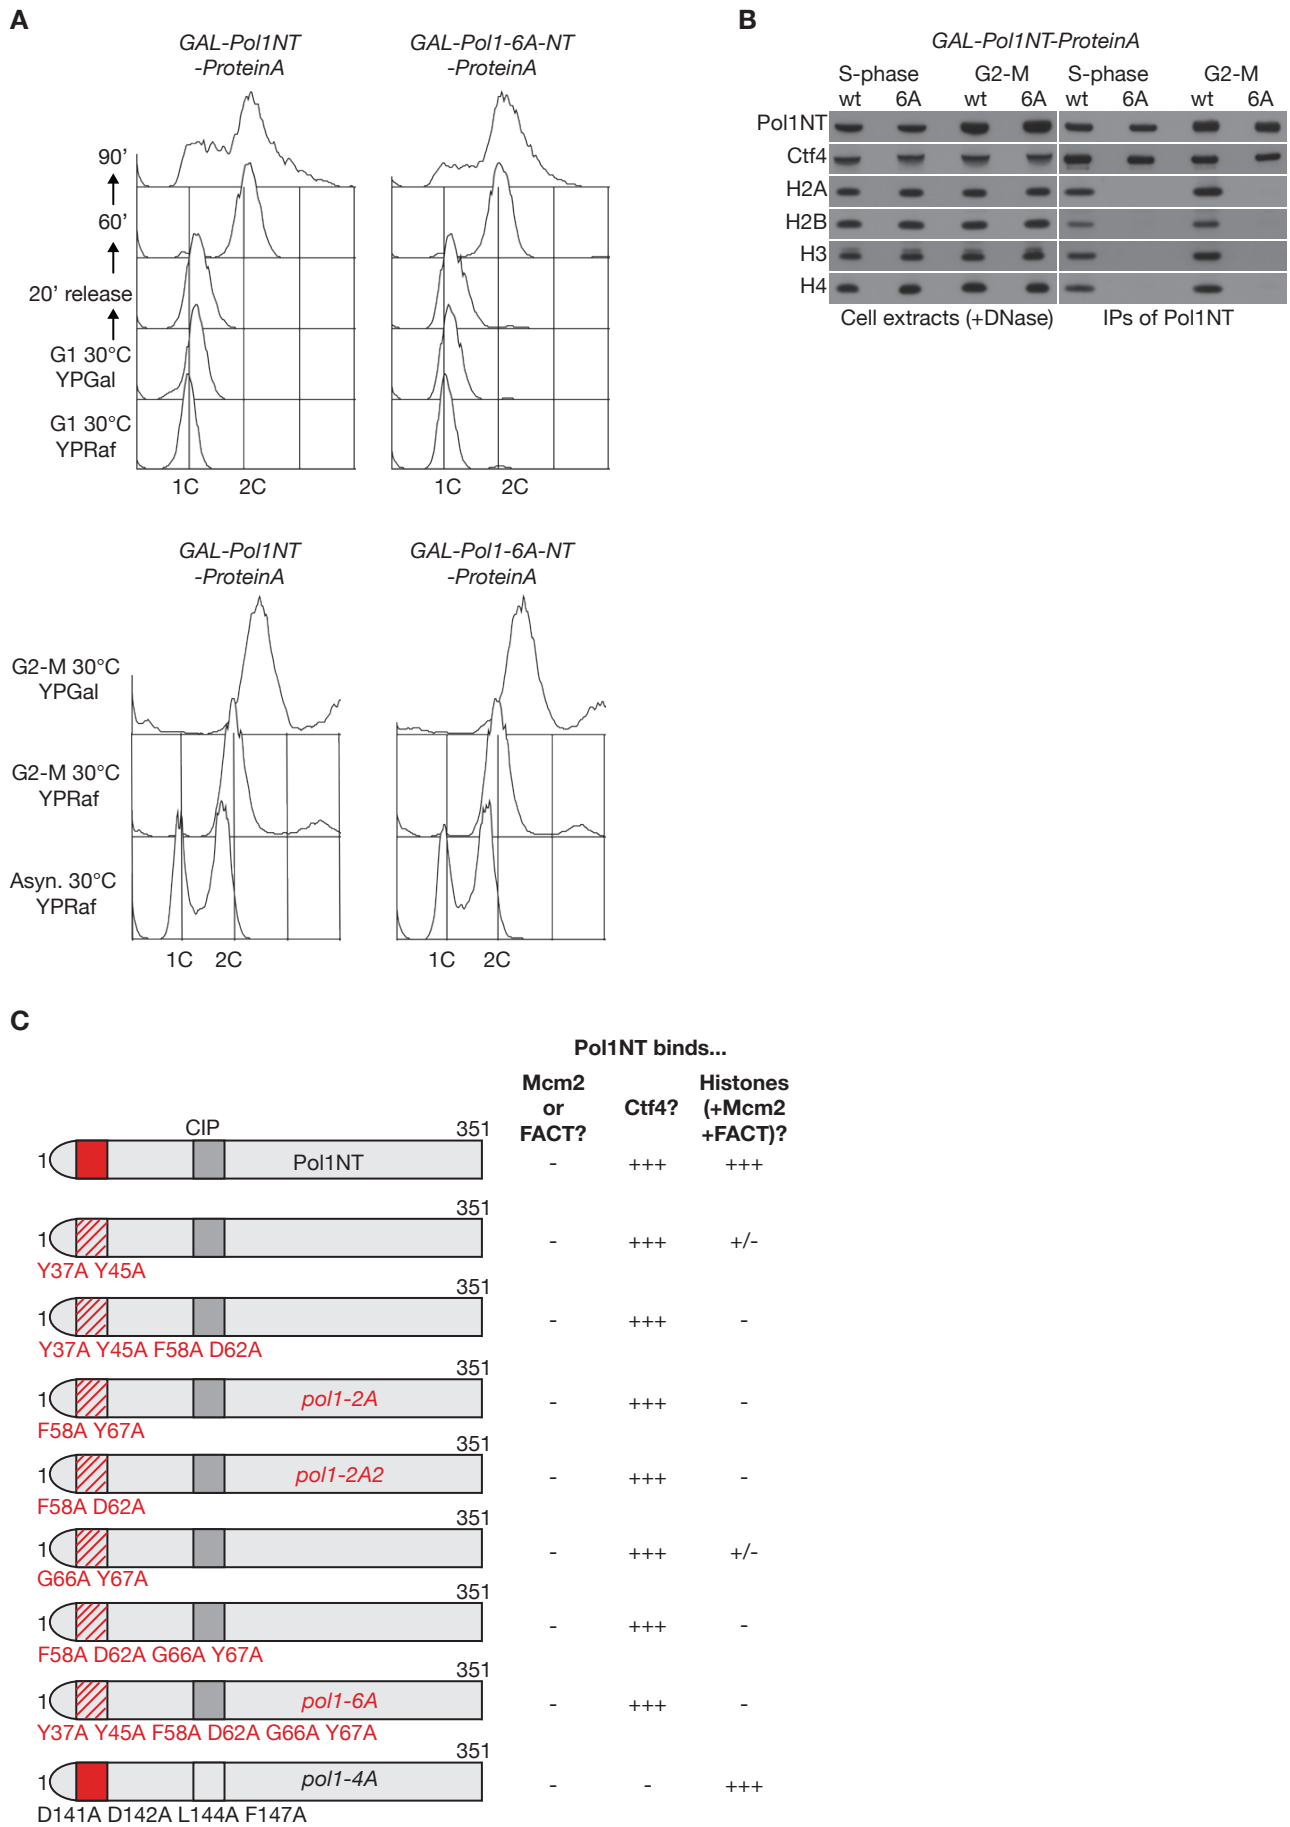 A
GAL-Pol1NT
-ProteinA
GAL-Pol1-6A-NT
-ProteinA
90’
60’
20’ release
G1 30°C
YPGal
G1 30°C
YPRaf
1C 2C
1C 2C
GAL-Pol1NT
-ProteinA
GAL-Pol1-6A-NT
-ProteinA
G2-M 30°C
YPGal
G2-M 30°C
YPRaf
Asyn. 30°C
YPRaf
1C 2C
1C 2C
B
GAL-Pol1NT-ProteinA
S-phase G2-M S-phase G2-M
wt 6A wt 6A wt 6A wt 6A
Pol1NT
Ctf4
H2A
H2B
H3
H4
Cell extracts (+DNase) IPs of Pol1NT
C
Pol1NT binds...
Mcm2
or
FACT?
Ctf4?
Histones
(+Mcm2
+FACT)?
CIP 351
1 Pol1NT - +++ +++
351
1 - +++ +/-
Y37A Y45A
351
1 - +++ -
Y37A Y45A F58A D62A
351
1 pol1-2A - +++ -
F58A Y67A
351
1 pol1-2A2 - +++ -
F58A D62A
351
1 - +++ +/-
G66A Y67A
351
1 - +++ -
F58A D62A G66A Y67A
351
1 pol1-6A - +++ -
Y37A Y45A F58A D62A G66A Y67A
351
1 pol1-4A - - +++
D141A D142A L144A F147A